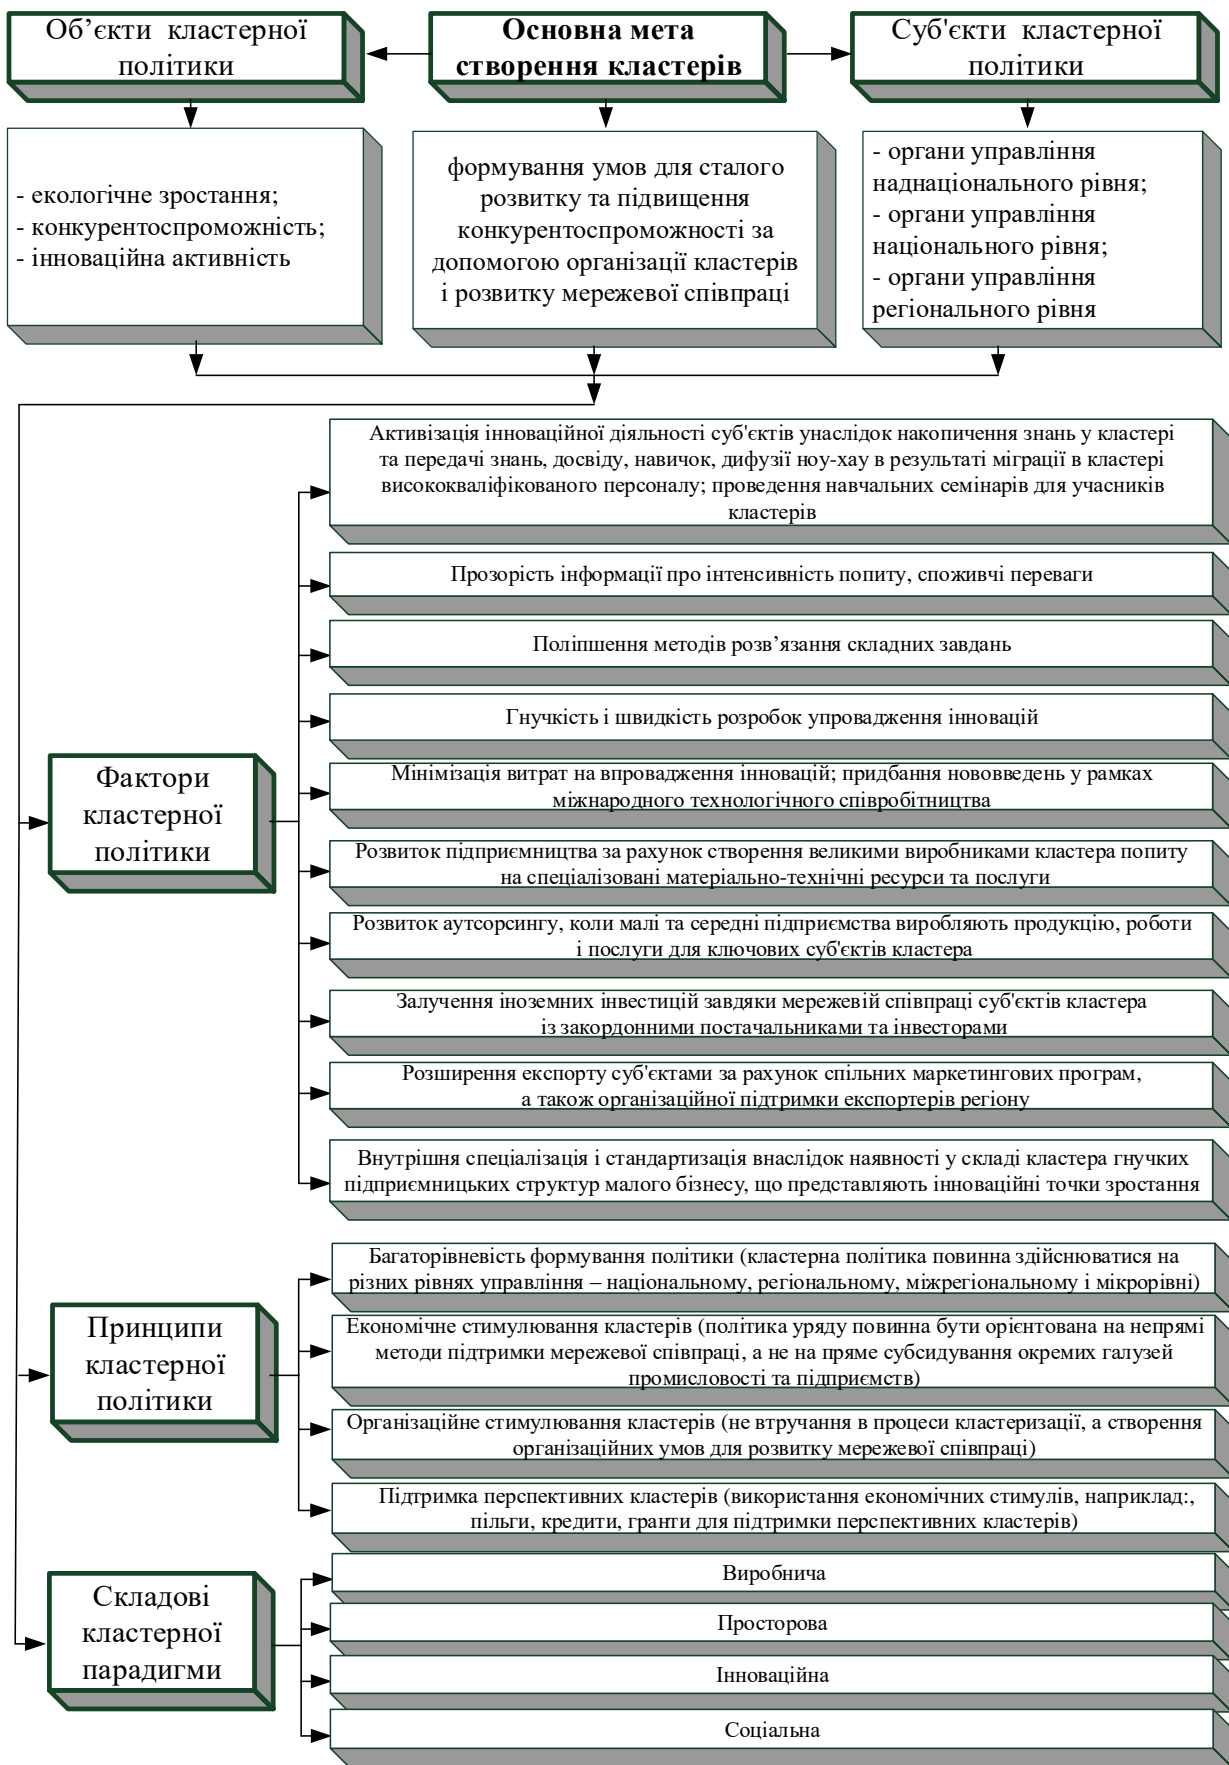 Об’єкти кластерної
політики
Основна мета
створення кластерів
Суб'єкти кластерної
політики
- екологічне зростання;
- конкурентоспроможність;
- інноваційна активність
формування умов для сталого
розвитку та підвищення
конкурентоспроможності за
допомогою організації кластерів
і розвитку мережевої співпраці
- органи управління
наднаціонального рівня;
- органи управління
національного рівня;
- органи управління
регіонального рівня
Фактори
кластерної
політики
Активізація інноваційної діяльності суб'єктів унаслідок накопичення знань у кластері
та передачі знань, досвіду, навичок, дифузії ноу-хау в результаті міграції в кластері
висококваліфікованого персоналу; проведення навчальних семінарів для учасників
кластерів
Прозорість інформації про інтенсивність попиту, споживчі переваги
Поліпшення методів розв’язання складних завдань
Гнучкість і швидкість розробок упровадження інновацій
Мінімізація витрат на впровадження інновацій; придбання нововведень у рамках
міжнародного технологічного співробітництва
Розвиток підприємництва за рахунок створення великими виробниками кластера попиту
на спеціалізовані матеріально-технічні ресурси та послуги
Розвиток аутсорсингу, коли малі та середні підприємства виробляють продукцію, роботи
і послуги для ключових суб'єктів кластера
Залучення іноземних інвестицій завдяки мережевій співпраці суб'єктів кластера
із закордонними постачальниками та інвесторами
Розширення експорту суб'єктами за рахунок спільних маркетингових програм,
а також організаційної підтримки експортерів регіону
Внутрішня спеціалізація і стандартизація внаслідок наявності у складі кластера гнучких
підприємницьких структур малого бізнесу, що представляють інноваційні точки зростання
Принципи
кластерної
політики
Багаторівневість формування політики (кластерна політика повинна здійснюватися на
різних рівнях управління – національному, регіональному, міжрегіональному і мікрорівні)
Економічне стимулювання кластерів (політика уряду повинна бути орієнтована на непрямі
методи підтримки мережевої співпраці, а не на пряме субсидування окремих галузей
промисловості та підприємств)
Організаційне стимулювання кластерів (не втручання в процеси кластеризації, а створення
організаційних умов для розвитку мережевої співпраці)
Підтримка перспективних кластерів (використання економічних стимулів, наприклад:,
пільги, кредити, гранти для підтримки перспективних кластерів)
Складові
кластерної
парадигми
Виробнича
Просторова
Інноваційна
Соціальна